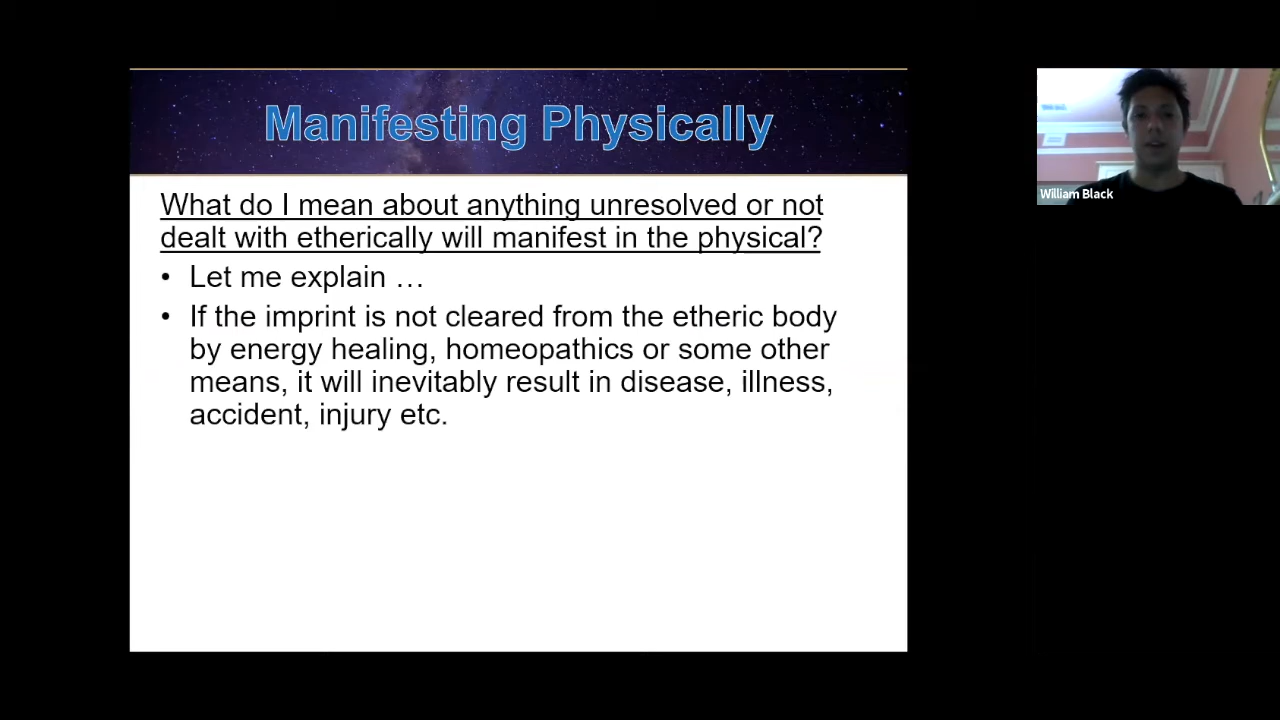 Manifesting Physically
What do I mean about anything unresolved or not
dealt with etherically will manifest in the physical?
• Let me explain …
• If the imprint is not cleared from the etheric body
by energy healing, homeopathics or some other
means, it will inevitably result in disease, illness,
accident, injury etc.
William Black